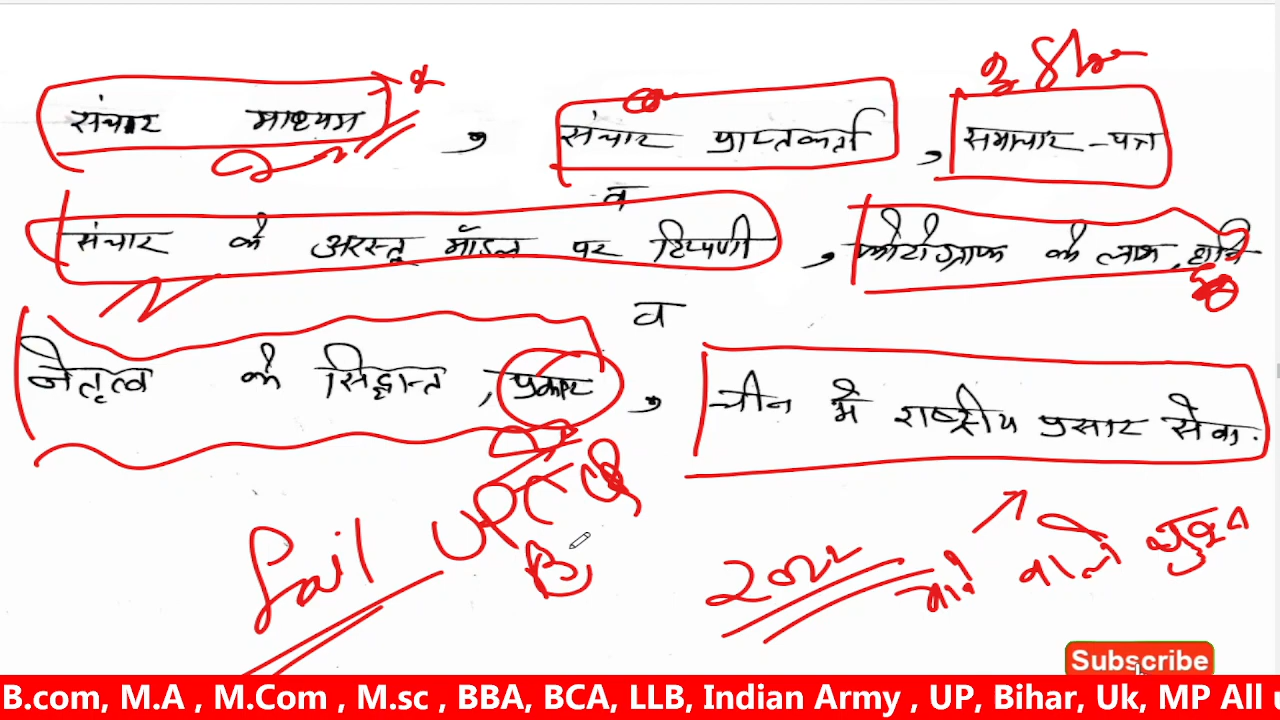 संचार माध्यम , संचार प्राप्तकर्ता , समाचार-पत्र
व
संचार के अरस्तू मॉडल पर टिप्पणी , फोटोग्राफ के लाभ , हानि
व
नेतृत्व के सिद्धान्त , प्रकार , चीन में राष्ट्रीय प्रसार सेवा.
fail
2022 वाले
Subscribe
B.com, M.A , M.Com , M.sc , BBA, BCA, LLB, Indian Army , UP, Bihar, Uk, MP All u